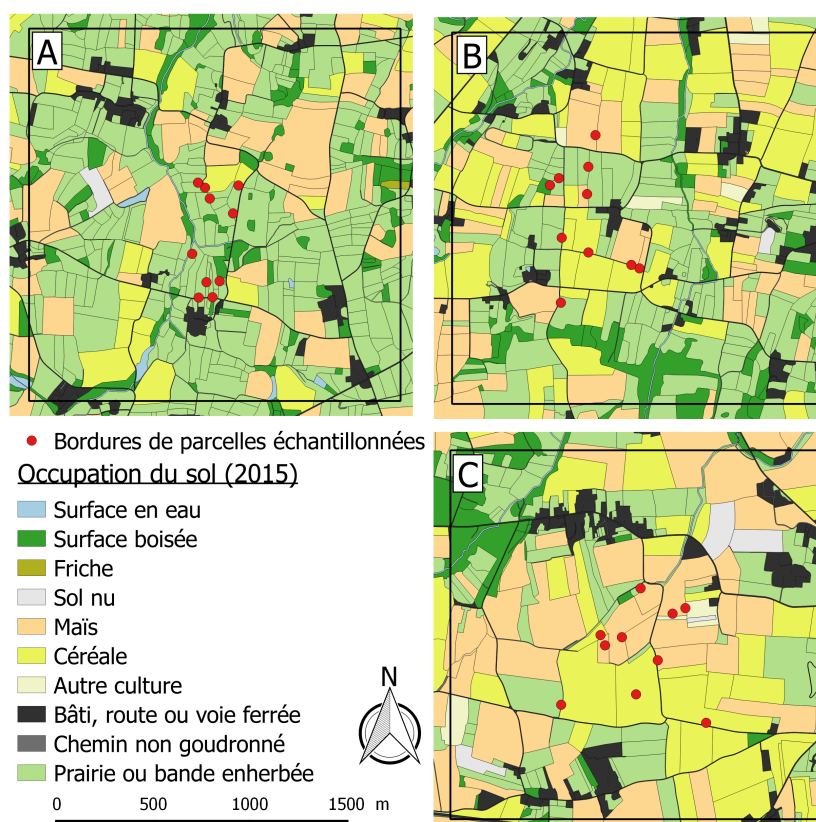 A
B
Bordures de parcelles échantillonnées
Occupation du sol (2015)
C
Surface en eau
Surface boisée
Friche
Sol nu
Maïs
Céréale
Autre culture
N
Bâti, route ou voie ferrée
Chemin non goudronné
Prairie ou bande enherbée
0 500 1000 1500 m